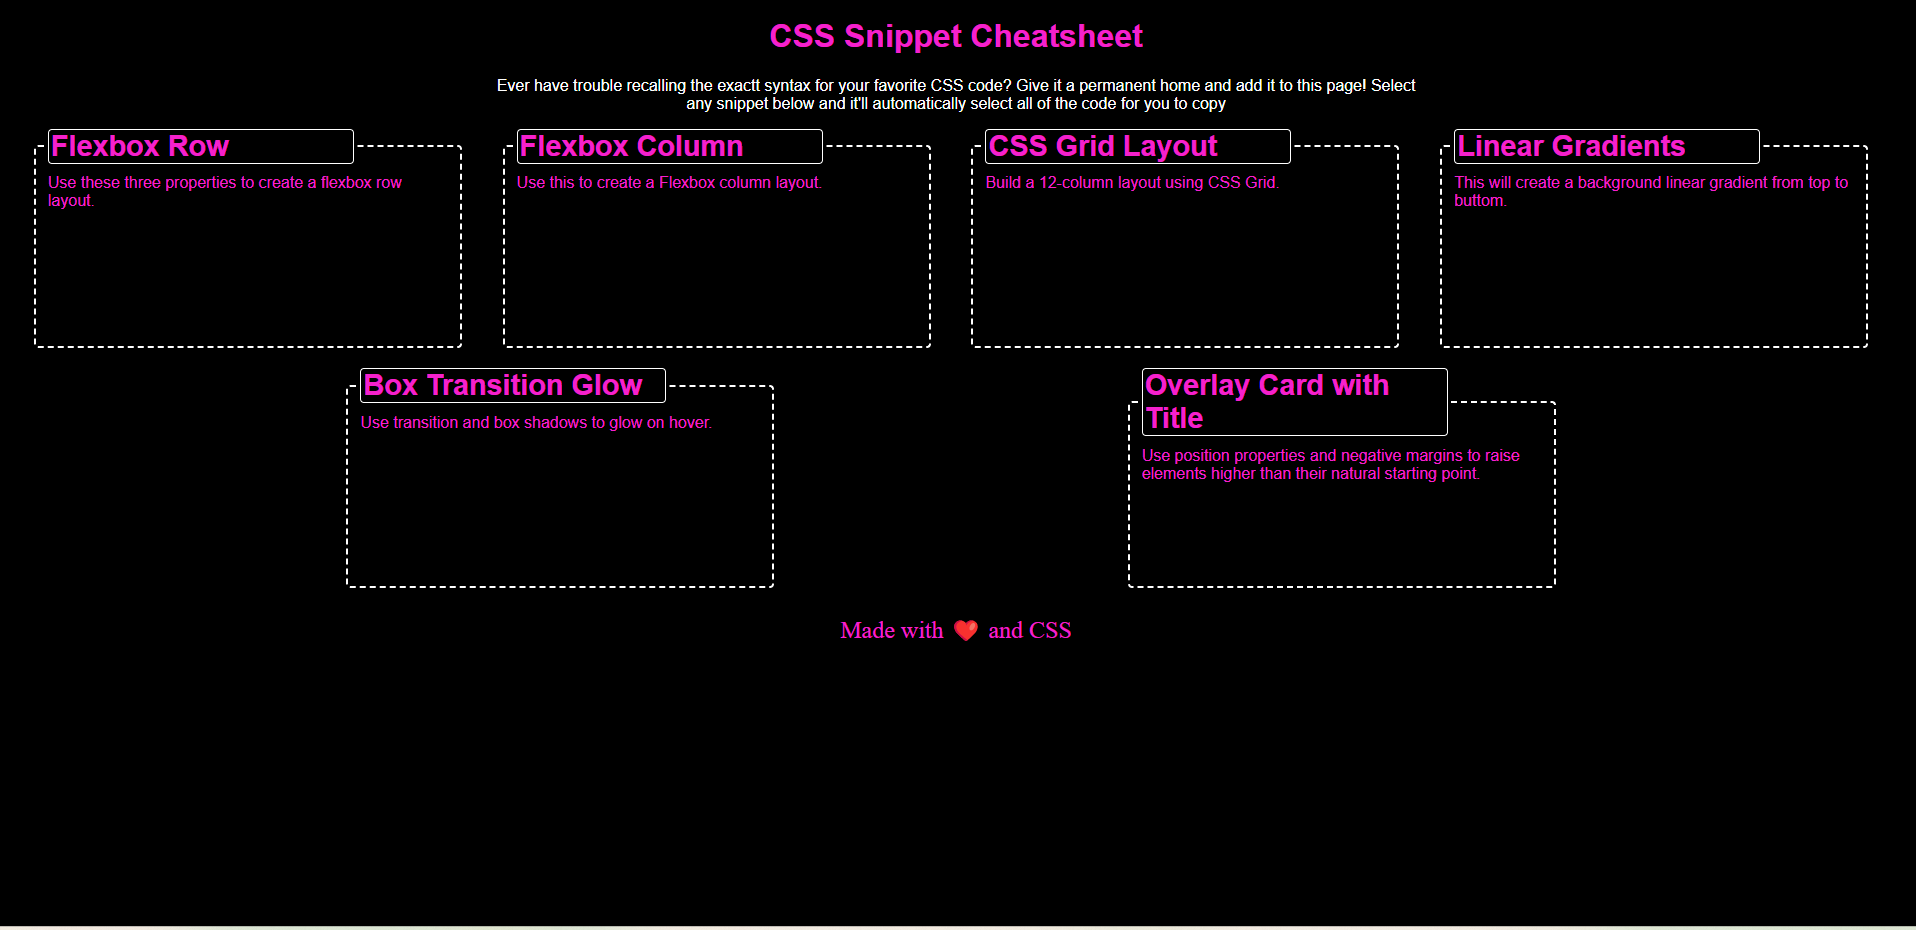 CSS Snippet Cheatsheet
Ever have trouble recalling the exactt syntax for your favorite CSS code? Give it a permanent home and add it to this page! Select
any snippet below and it'll automatically select all of the code for you to copy
Flexbox Row
Use these three properties to create a flexbox row
layout.
Flexbox Column
Use this to create a Flexbox column layout.
CSS Grid Layout
Build a 12-column layout using CSS Grid.
Linear Gradients
This will create a background linear gradient from top to
buttom.
Box Transition Glow
Use transition and box shadows to glow on hover.
Overlay Card with
Title
Use position properties and negative margins to raise
elements higher than their natural starting point.
Made with ❤️ and CSS